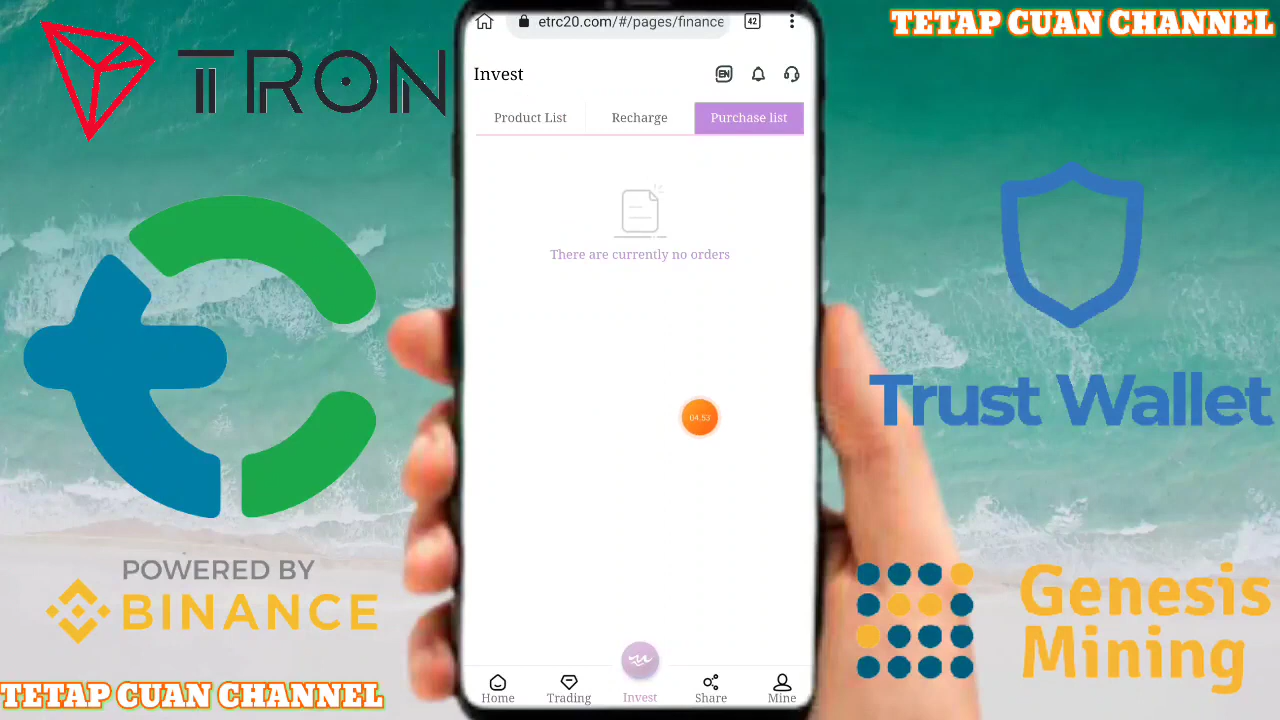 TETAP CUAN CHANNEL
TRON
etrc20.com/#/pages/finance
42
Invest
EN
Product List
Recharge
Purchase list
There are currently no orders
04.53
Trust Wallet
POWERED BY
BINANCE
Genesis
Mining
Home
Trading
Invest
Share
Mine
TETAP CUAN CHANNEL